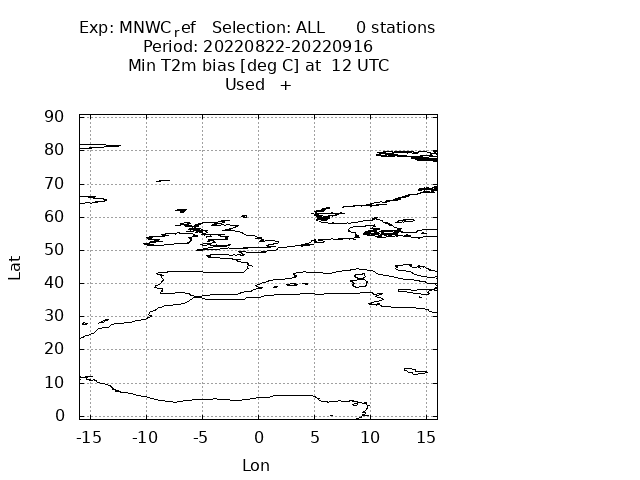 Exp: MNWCref   Selection: ALL      0 stations
Period: 20220822-20220916
Min T2m bias [deg C] at  12 UTC
Used   +
90
80
70
60
50
40
30
20
10
0
Lat
-15 -10 -5 0 5 10 15
Lon